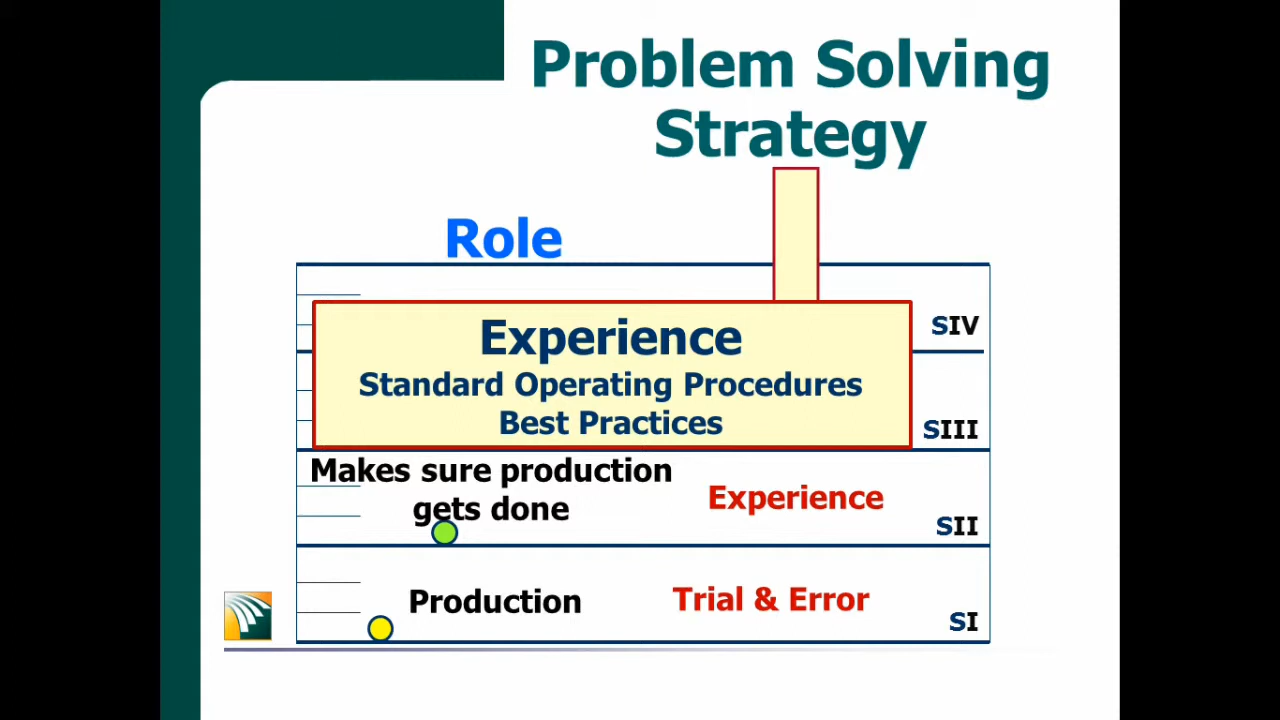 Problem Solving
Strategy
Role
Experience
Standard Operating Procedures
Best Practices
SIV
SIII
Makes sure production
gets done
Experience
SII
Production
Trial & Error
SI